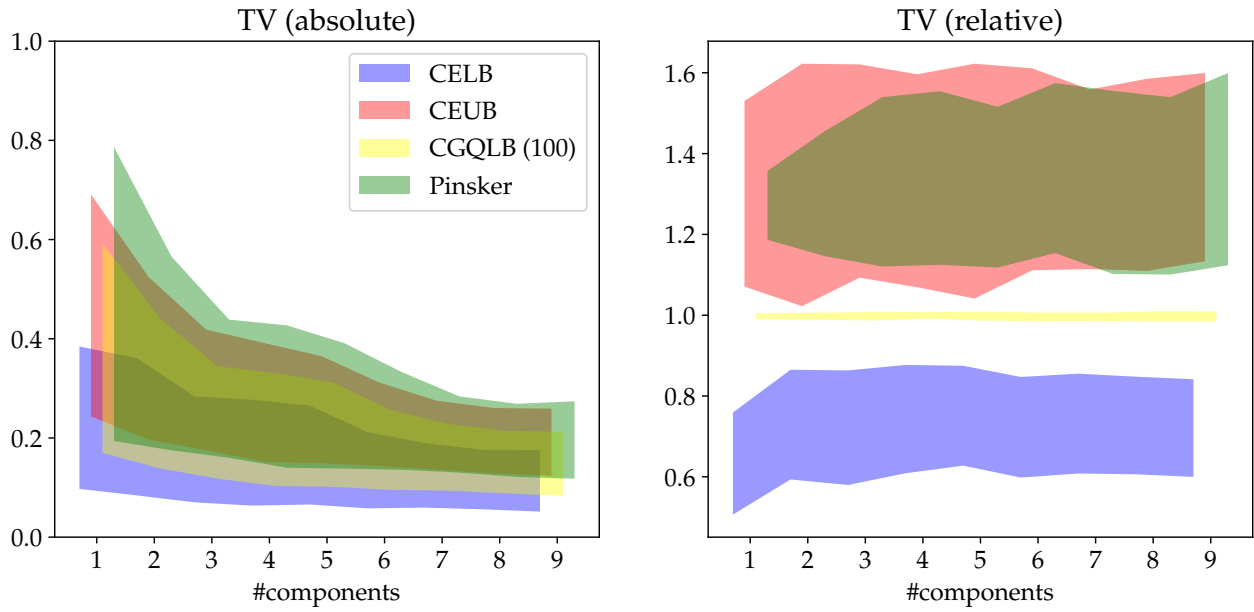 TV (absolute)
1.0
0.8
0.6
0.4
0.2
0.0
1 2 3 4 5 6 7 8 9
#components
CELB
CEUB
CGQLB (100)
Pinsker
TV (relative)
1.6
1.4
1.2
1.0
0.8
0.6
1 2 3 4 5 6 7 8 9
#components